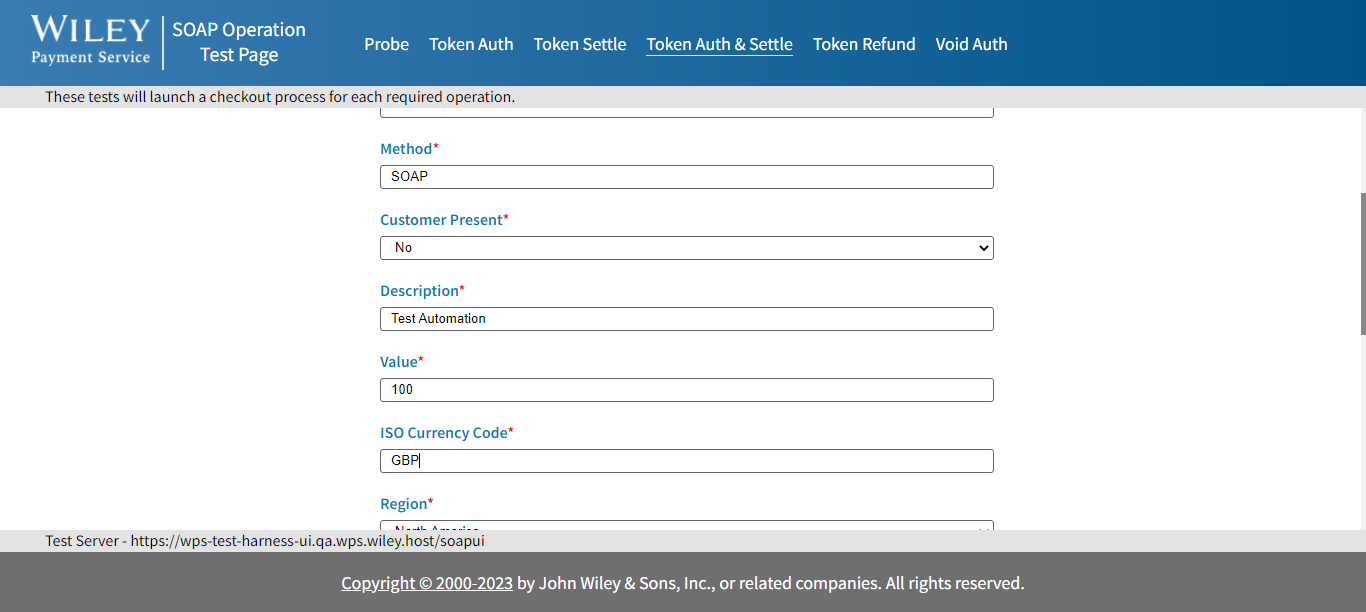 WILEY
Payment Service
SOAP Operation
Test Page
Probe Token Auth Token Settle Token Auth & Settle Token Refund Void Auth
These tests will launch a checkout process for each required operation.
Method*
SOAP
Customer Present*
No
Description*
Test Automation
Value*
100
ISO Currency Code*
GBP
Region*
North America
Test Server - https://wps-test-harness-ui.qa.wps.wiley.host/soapui
Copyright © 2000-2023 by John Wiley & Sons, Inc., or related companies. All rights reserved.